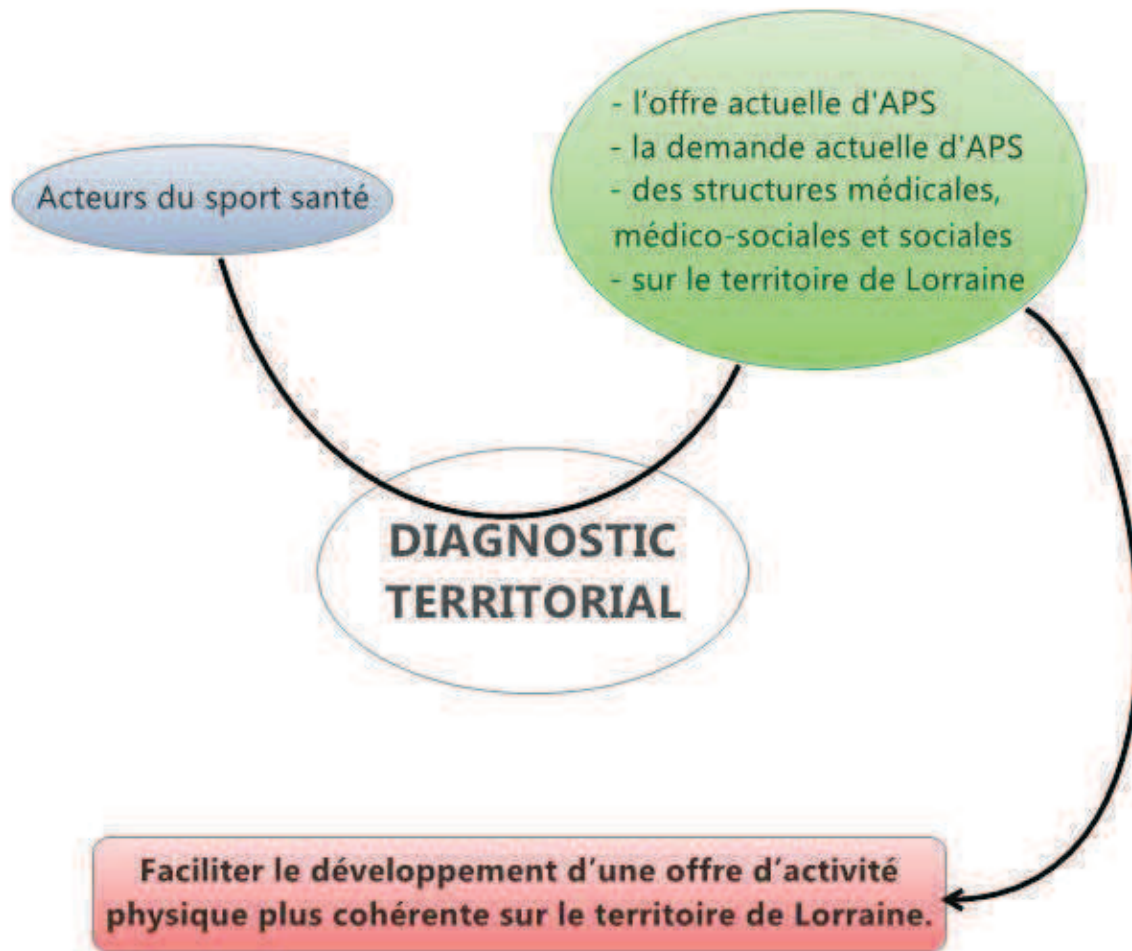 Acteurs du sport santé
- l'offre actuelle d'APS
- la demande actuelle d'APS
- des structures médicales,
médico-sociales et sociales
- sur le territoire de Lorraine
DIAGNOSTIC
TERRITORIAL
Faciliter le développement d'une offre d'activité
physique plus cohérente sur le territoire de Lorraine.